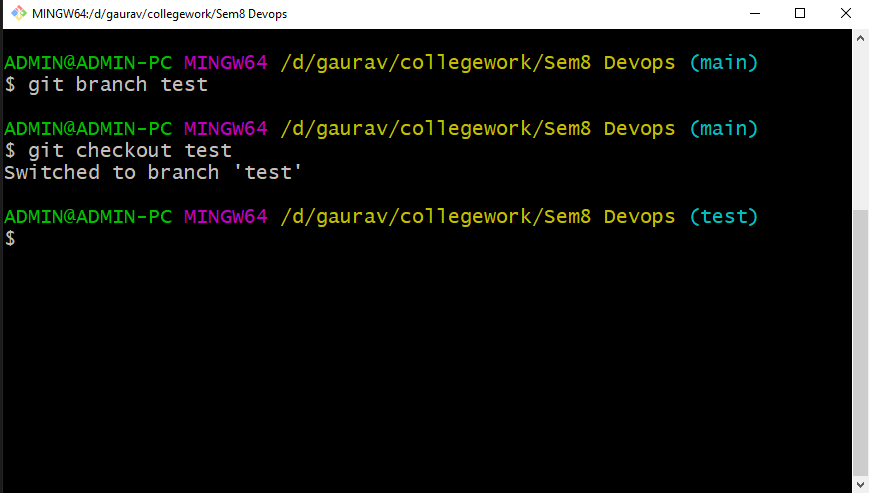 MINGW64:/d/gaurav/collegework/Sem8 Devops
ADMIN@ADMIN-PC MINGW64 /d/gaurav/collegework/Sem8 Devops (main)
$ git branch test
ADMIN@ADMIN-PC MINGW64 /d/gaurav/collegework/Sem8 Devops (main)
$ git checkout test
Switched to branch 'test'
ADMIN@ADMIN-PC MINGW64 /d/gaurav/collegework/Sem8 Devops (test)
$